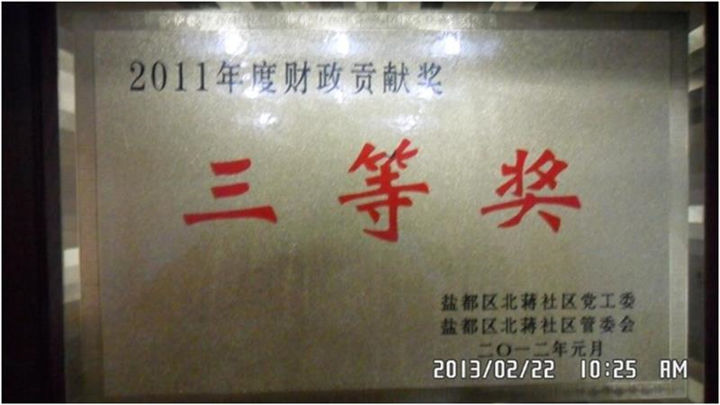 2011年度财政贡献奖
三等奖
盐都区北蒋社区党工委
盐都区北蒋社区管委会
二〇一二年元月
2013/02/22 10:25 AM